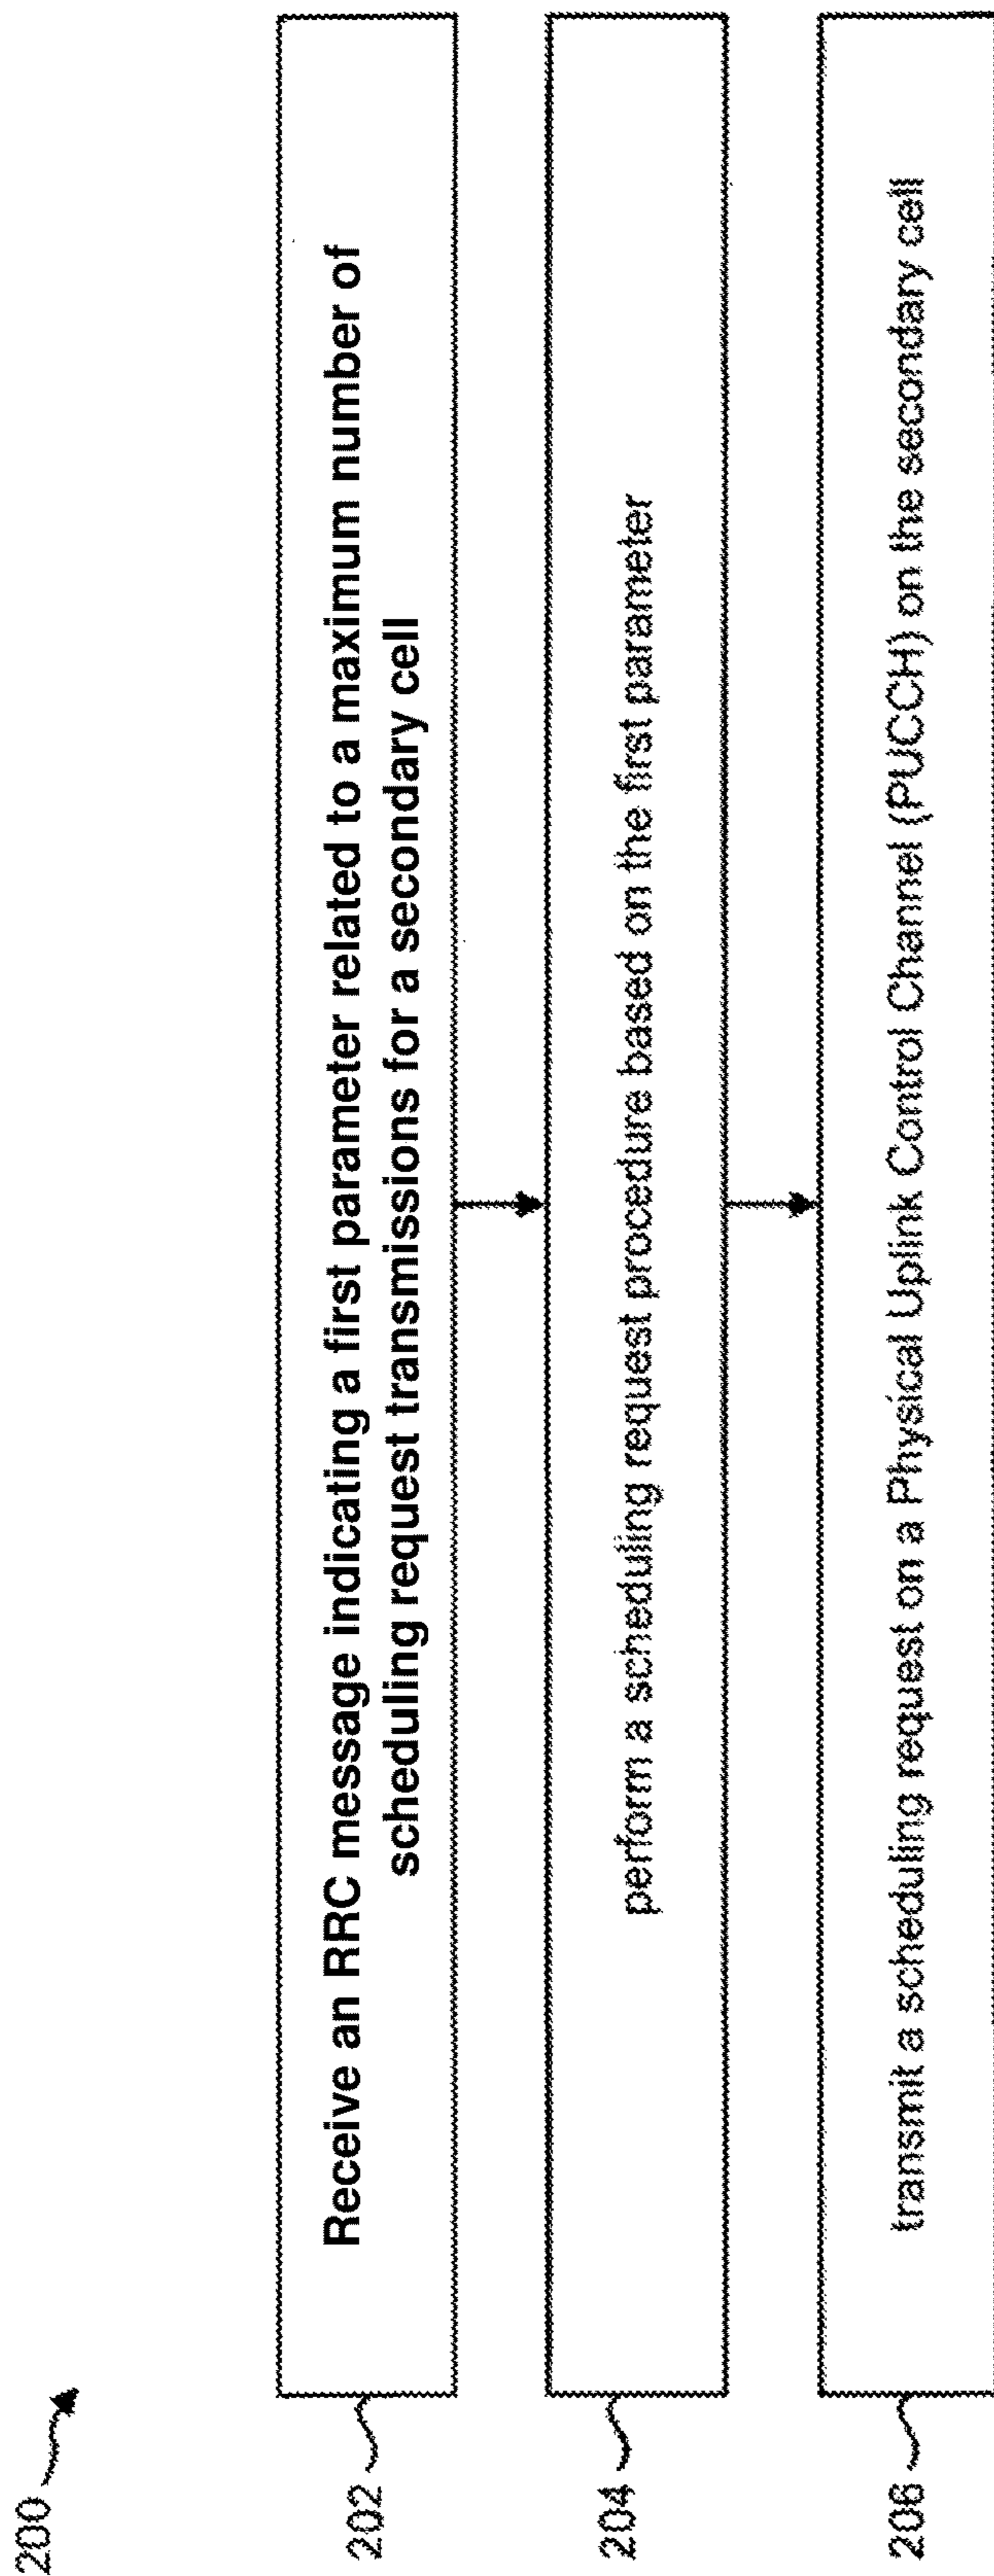 200
202
Receive an RRC message indicating a first parameter related to a maximum number of
scheduling request transmissions for a secondary cell
204
perform a scheduling request procedure based on the first parameter
206
transmit a scheduling request on a Physical Uplink Control Channel (PUCCH) on the secondary cell